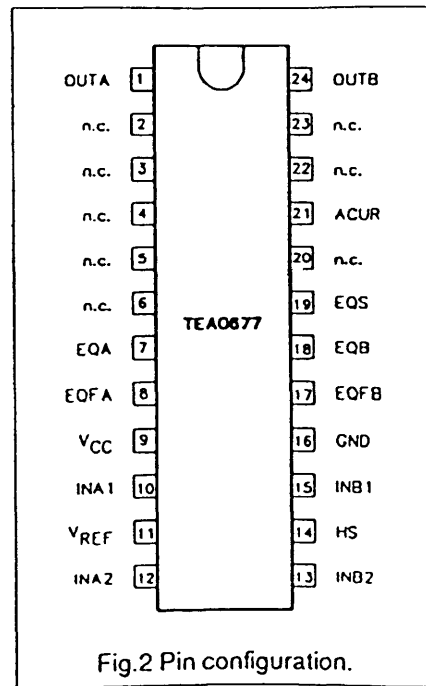 OUTA 1 24 OUTB
n.c. 2 23 n.c.
n.c. 3 22 n.c.
n.c. 4 21 ACUR
n.c. 5 20 n.c.
n.c. 6 19 EQS
TEA0677
EQA 7 18 EQB
EQFA 8 17 EQFB
VCC 9 16 GND
INA1 10 15 INB1
VREF 11 14 HS
INA2 12 13 INB2
Fig.2 Pin configuration.